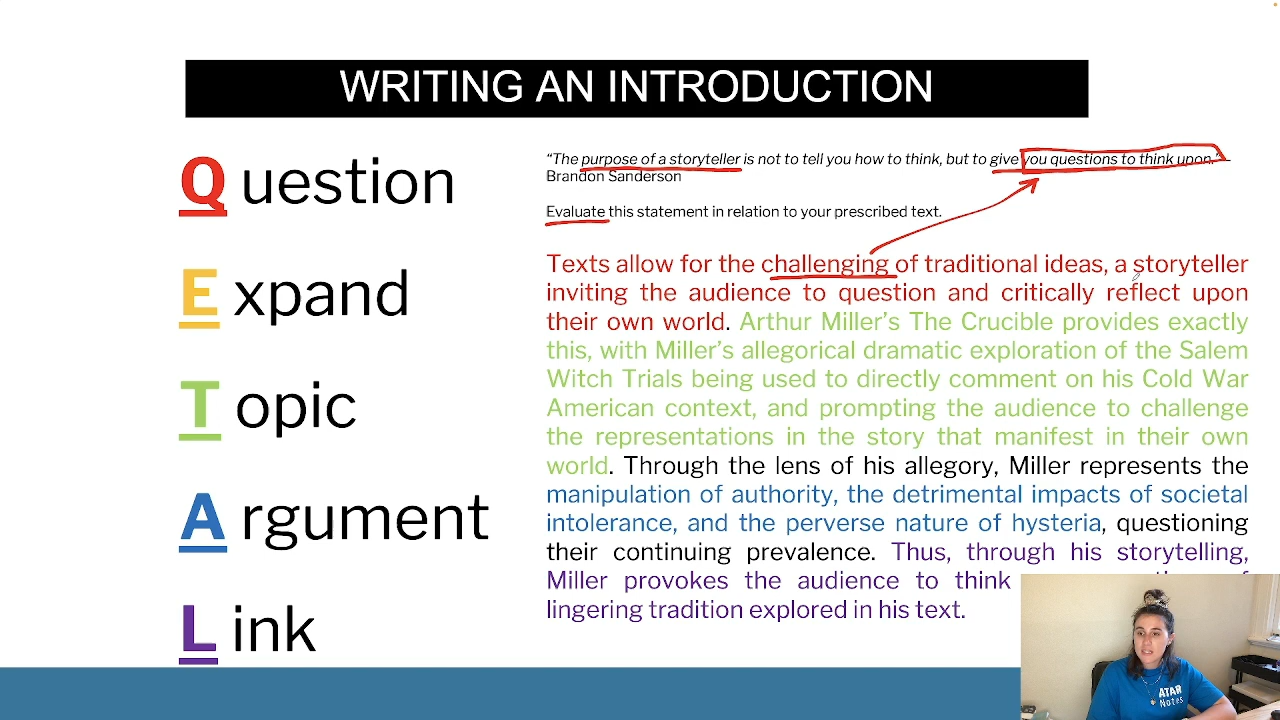 WRITING AN INTRODUCTION
Question
Expand
Topic
Argument
Link
“The purpose of a storyteller is not to tell you how to think, but to give you questions to think upon.” –
Brandon Sanderson
Evaluate this statement in relation to your prescribed text.
Texts allow for the challenging of traditional ideas, a storyteller
inviting the audience to question and critically reflect upon
their own world. Arthur Miller’s The Crucible provides exactly
this, with Miller’s allegorical dramatic exploration of the Salem
Witch Trials being used to directly comment on his Cold War
American context, and prompting the audience to challenge
the representations in the story that manifest in their own
world. Through the lens of his allegory, Miller represents the
manipulation of authority, the detrimental impacts of societal
intolerance, and the perverse nature of hysteria, questioning
their continuing prevalence. Thus, through his storytelling,
Miller provokes the audience to think
lingering tradition explored in his text.
ATAR
Notes